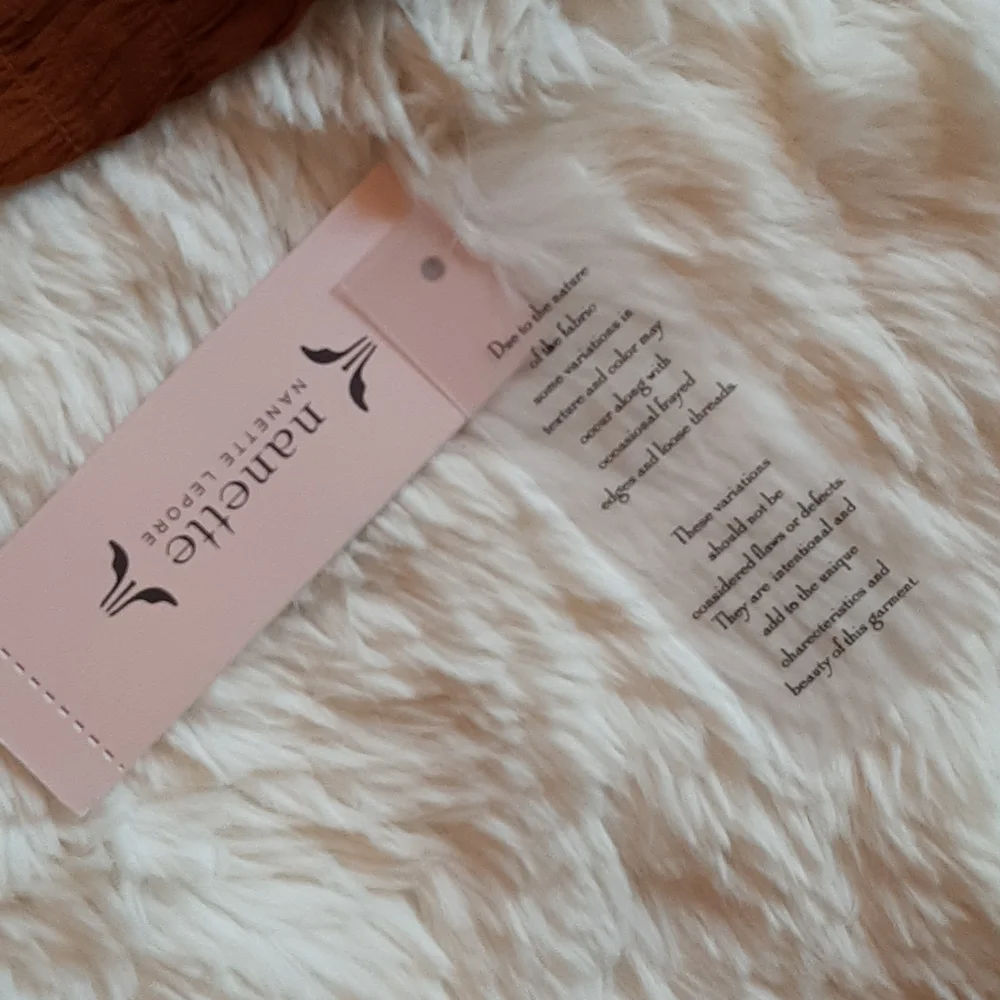 nanette
NANETTE LEPORE
Due to the nature
of the fabric
some variations in
texture and color may
occur along with
occasional frayed
edges and loose threads.
These variations
should not be
considered flaws or defects.
They are intentional and
add to the unique
charecteristics and
beauty of this garment.